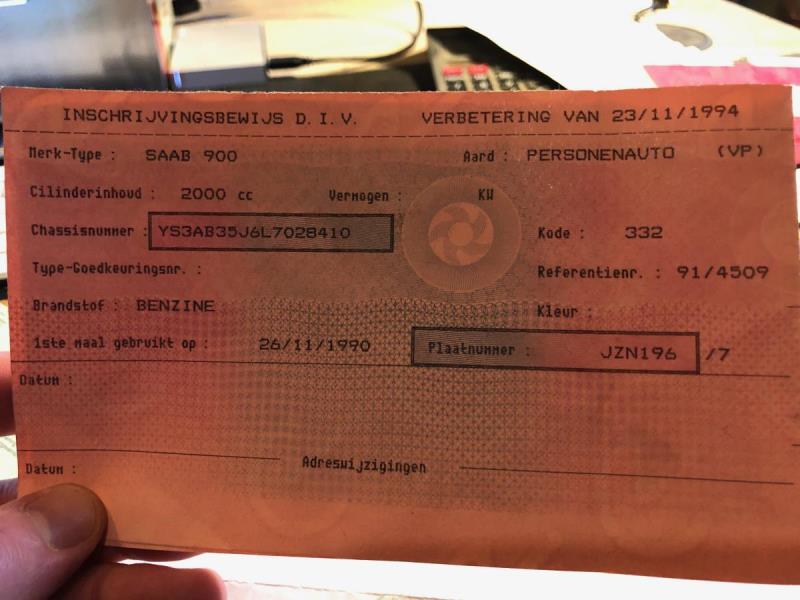 INSCHRIJVINGSBEWIJS D.I.V. VERBETERING VAN 23/11/1994
Merk-Type : SAAB 900 Aard : PERSONENAUTO (VP)
Cilinderinhoud : 2000 cc Vermogen : KW
Chassisnummer : YS3AB35J6L7028410 Kode : 332
Type-Goedkeuringsnr. : Referentienr. : 91/4509
Brandstof : BENZINE Kleur :
1ste maal gebruikt op : 26/11/1990 Plaatnummer : JZN196 /7
Datum :
Adreswijzigingen
Datum :